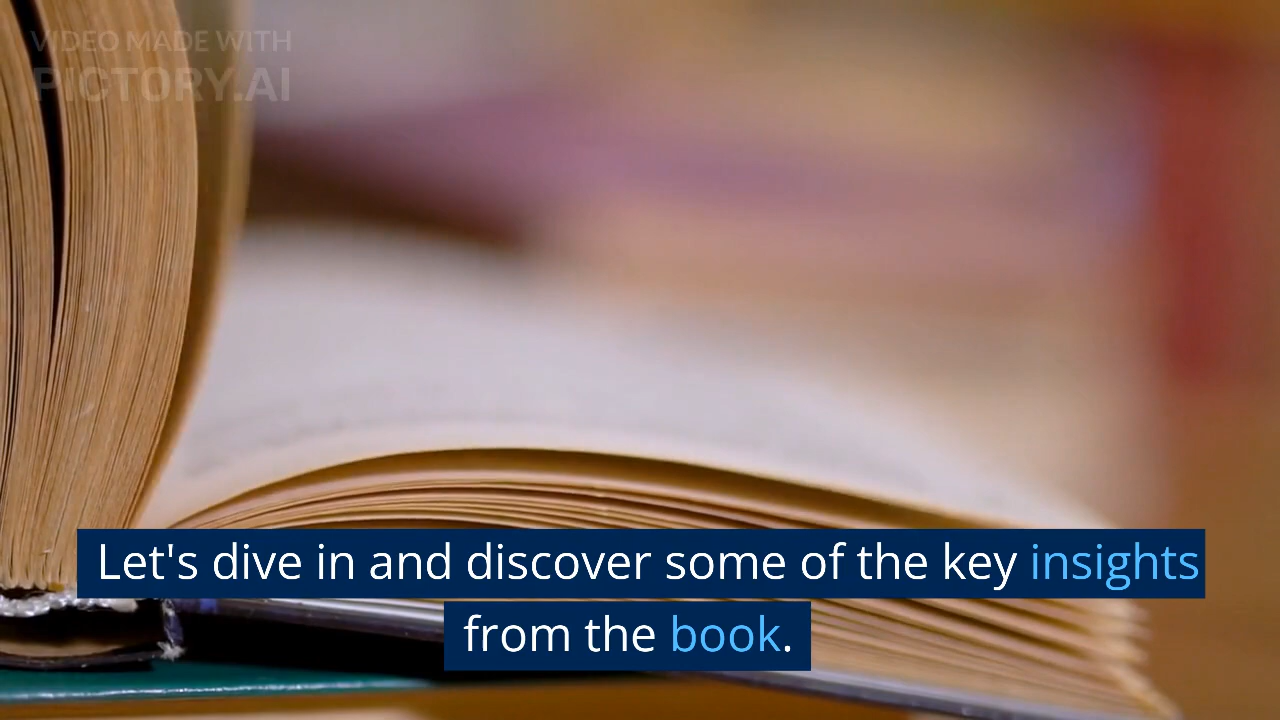 VIDEO MADE WITH
PICTORY.AI
Let's dive in and discover some of the key insights
from the book.